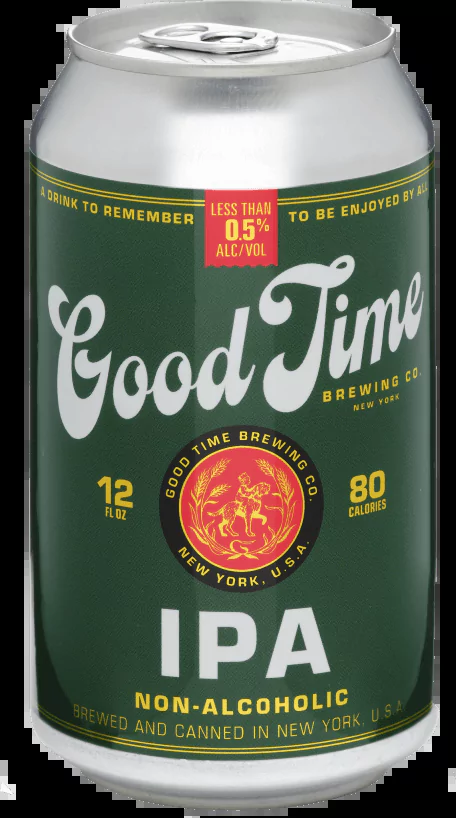 A DRINK TO REMEMBER
LESS THAN
0.5%
ALC/VOL
TO BE ENJOYED BY ALL
Good Time
BREWING CO.
NEW YORK
12
FL OZ
GOOD TIME BREWING CO.
NEW YORK, U.S.A.
80
CALORIES
IPA
NON-ALCOHOLIC
BREWED AND CANNED IN NEW YORK, U.S.A.